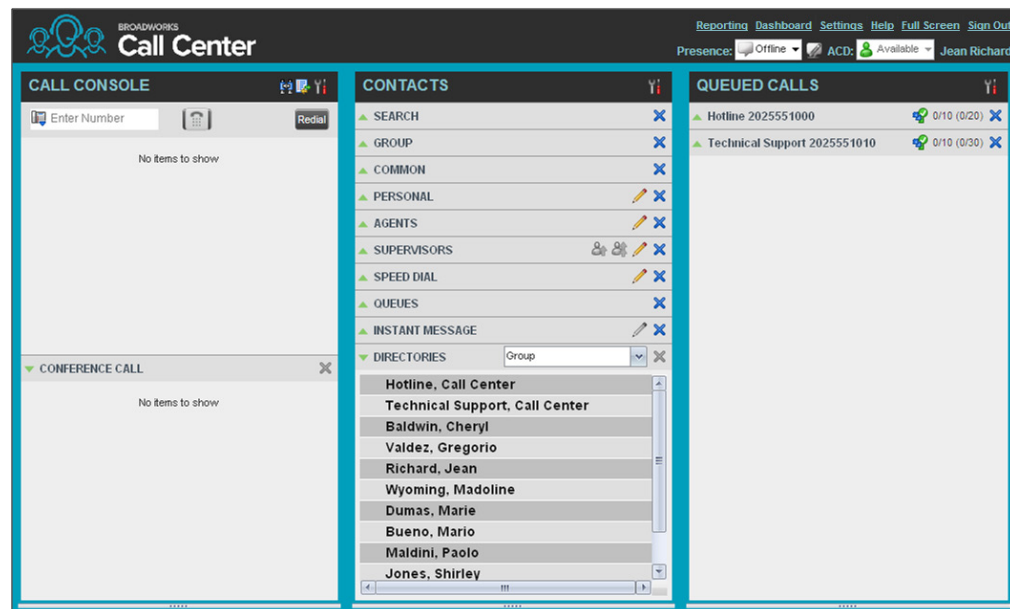 BROADWORKS
Call Center
Reporting Dashboard Settings Help Full Screen Sign Out
Presence: Offline ACD: Available Jean Richard
CALL CONSOLE
Enter Number Redial
No items to show
CONFERENCE CALL
No items to show
CONTACTS
SEARCH
GROUP
COMMON
PERSONAL
AGENTS
SUPERVISORS
SPEED DIAL
QUEUES
INSTANT MESSAGE
DIRECTORIES Group
Hotline, Call Center
Technical Support, Call Center
Baldwin, Cheryl
Valdez, Gregorio
Richard, Jean
Wyoming, Madoline
Dumas, Marie
Bueno, Mario
Maldini, Paolo
Jones, Shirley
QUEUED CALLS
Hotline 2025551000 0/10 (0/20)
Technical Support 2025551010 0/10 (0/30)